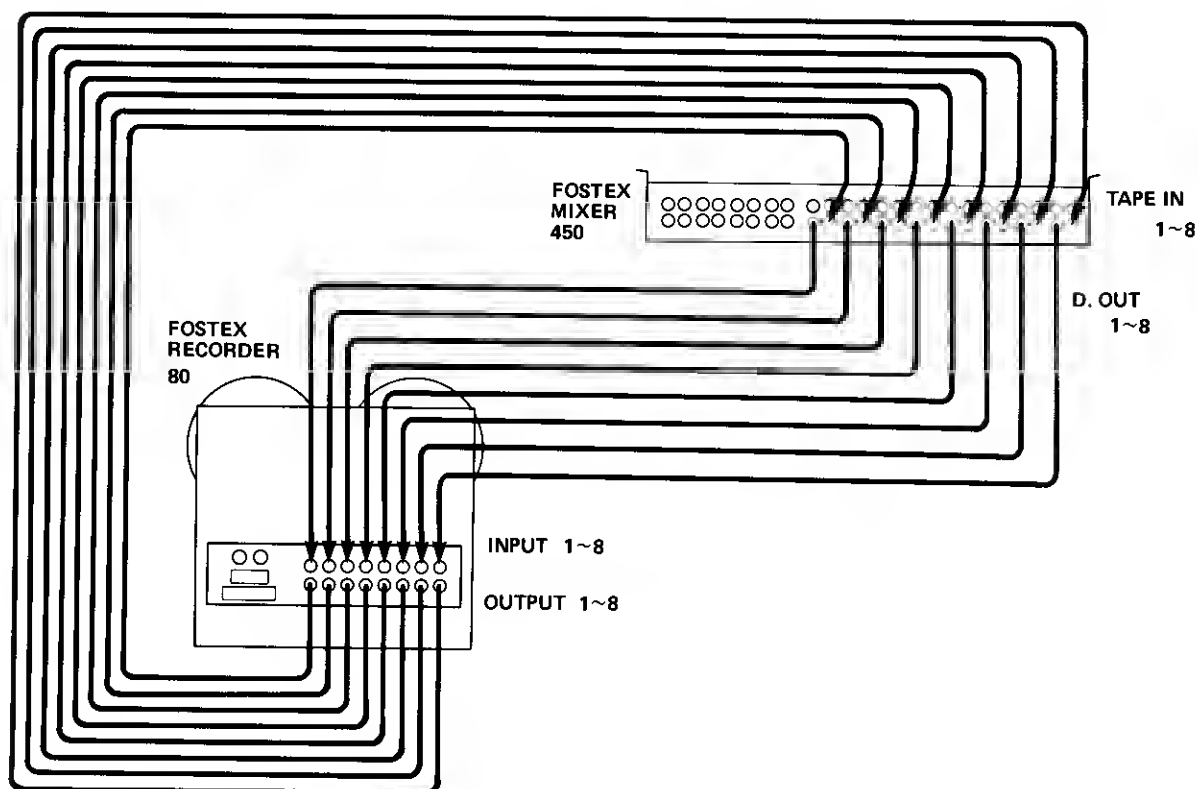 FOSTEX
MIXER
450
TAPE IN
1~8
D. OUT
1~8
FOSTEX
RECORDER
80
INPUT 1~8
OUTPUT 1~8